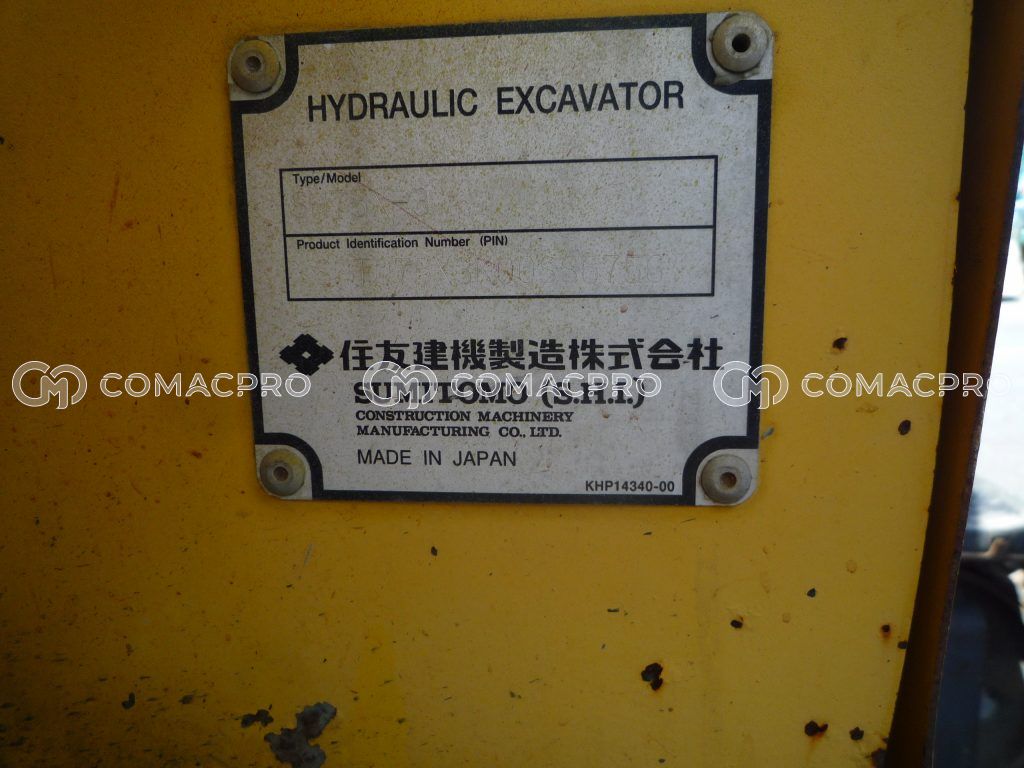 HYDRAULIC EXCAVATOR
Type/Model
Product Identification Number (PIN)
住友建機製造株式会社
COMACPRO COMACPRO COMACPRO
SUMITOMO (S.H.I.)
CONSTRUCTION MACHINERY
MANUFACTURING CO., LTD.
MADE IN JAPAN
KHP14340-00